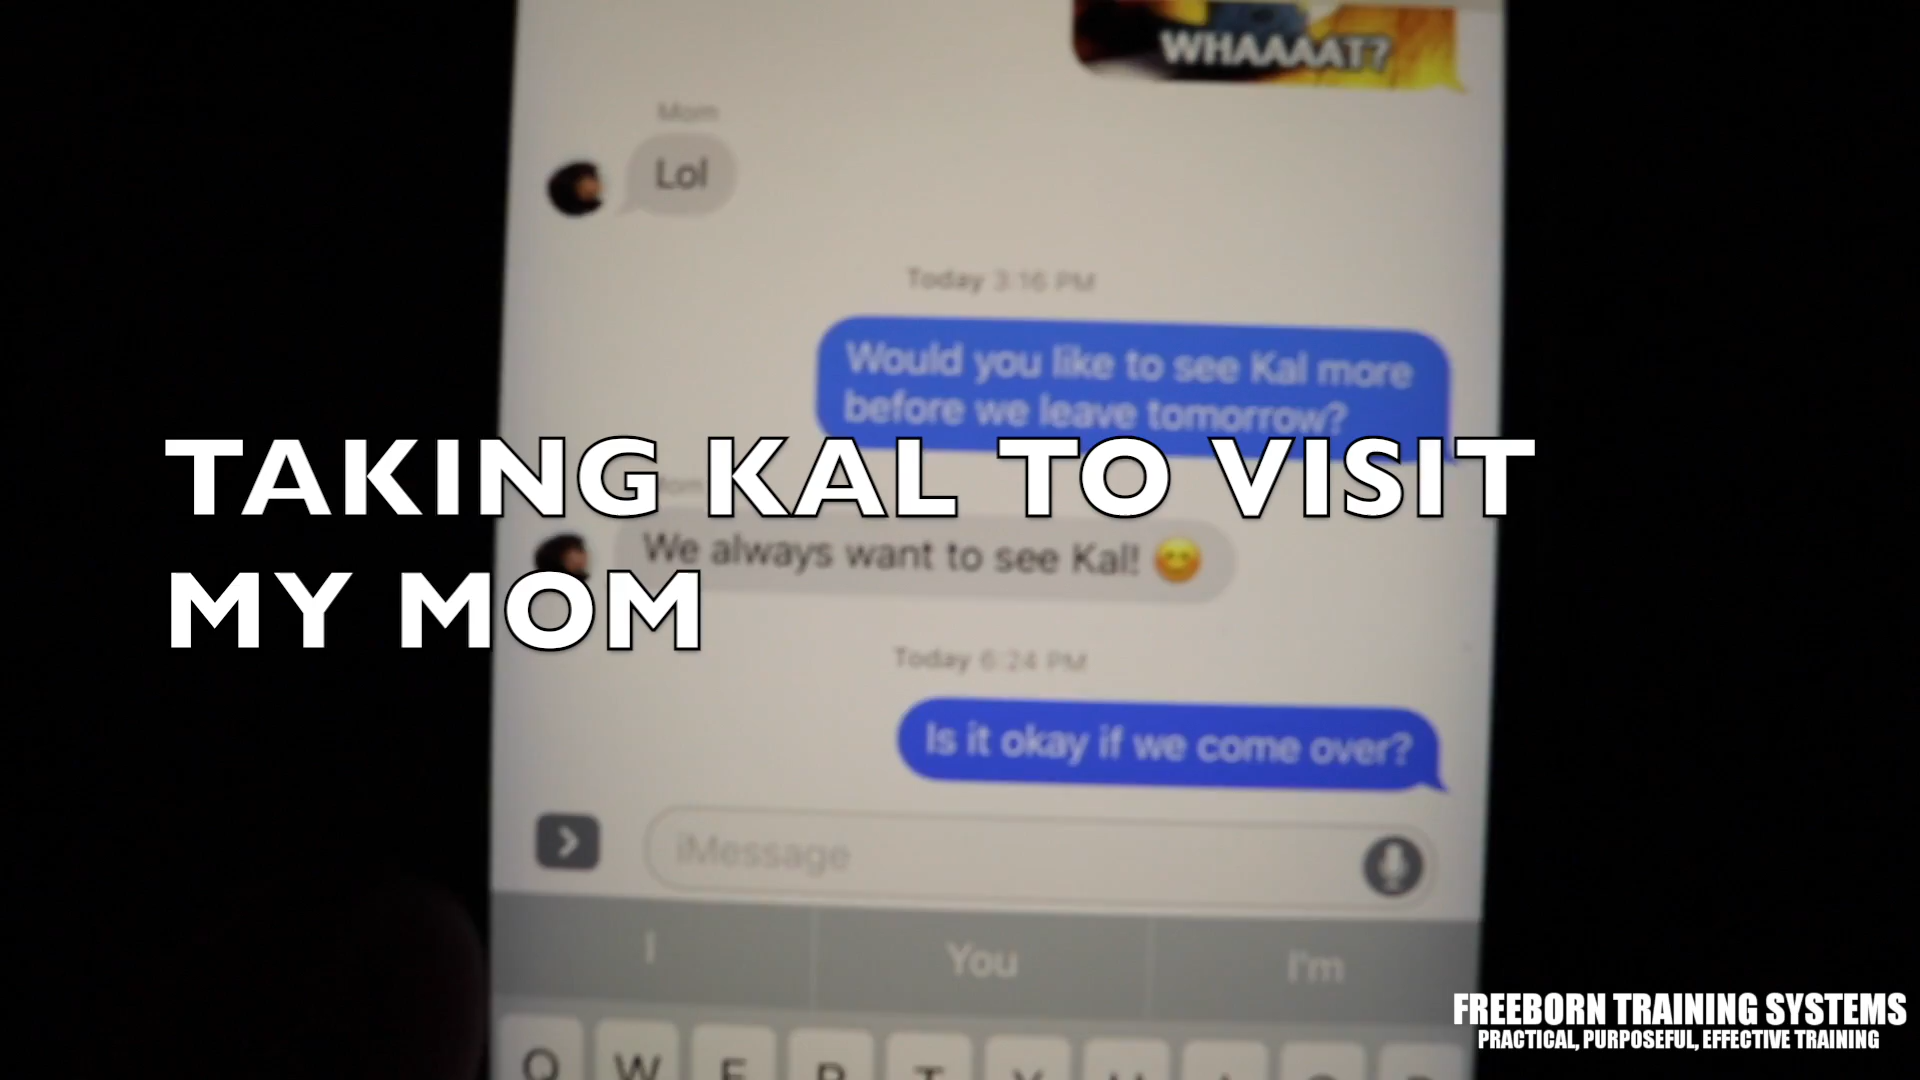 WHAAAAT?
Mom
Lol
Today 3:16 PM
Would you like to see Kal more
before we leave tomorrow?
TAKING KAL TO VISIT
MY MOM
We always want to see Kal! 😊
Today 6:24 PM
Is it okay if we come over?
iMessage
I You I'm
Q W E R T Y
FREEBORN TRAINING SYSTEMS
PRACTICAL, PURPOSEFUL, EFFECTIVE TRAINING